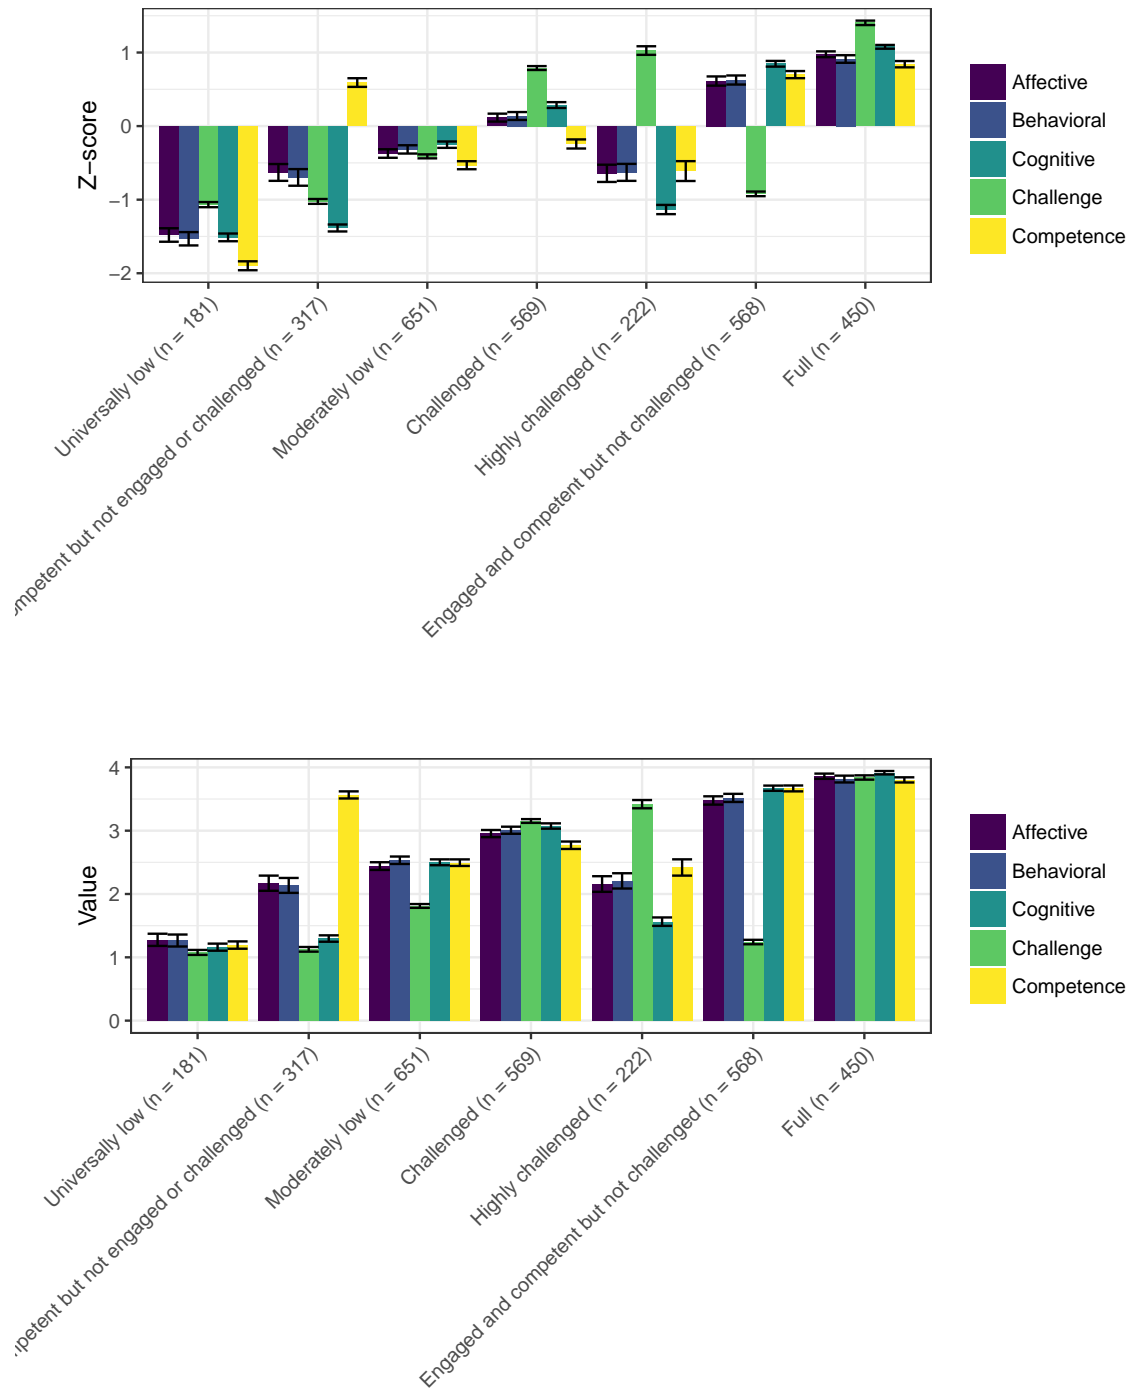 Z−score
1
0
−1
−2
Universally low (n = 181)
but not engaged or challenged (n = 317)
Moderately low (n = 651)
Challenged (n = 569)
Highly challenged (n = 222)
Engaged and competent but not challenged (n = 568)
Full (n = 450)
Affective
Behavioral
Cognitive
Challenge
Competence
Value
4
3
2
1
0
Universally low (n = 181)
but not engaged or challenged (n = 317)
Moderately low (n = 651)
Challenged (n = 569)
Highly challenged (n = 222)
Engaged and competent but not challenged (n = 568)
Full (n = 450)
Affective
Behavioral
Cognitive
Challenge
Competence